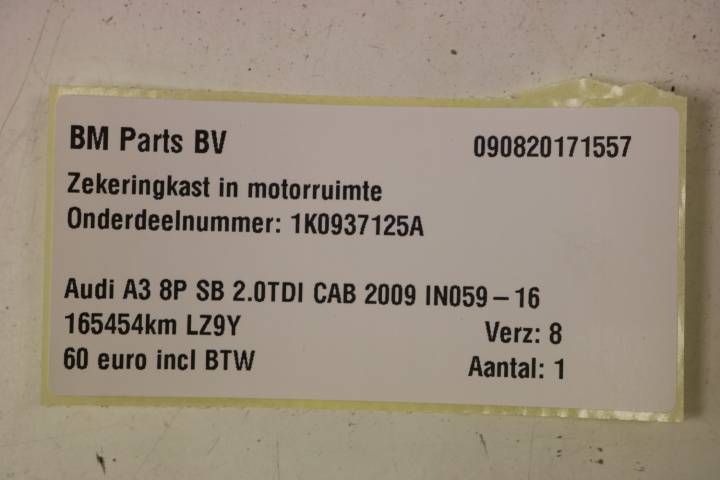 BM Parts BV 090820171557
Zekeringkast in motorruimte
Onderdeelnummer: 1K0937125A
Audi A3 8P SB 2.0TDI CAB 2009 IN059-16
165454km LZ9Y Verz: 8
60 euro incl BTW Aantal: 1